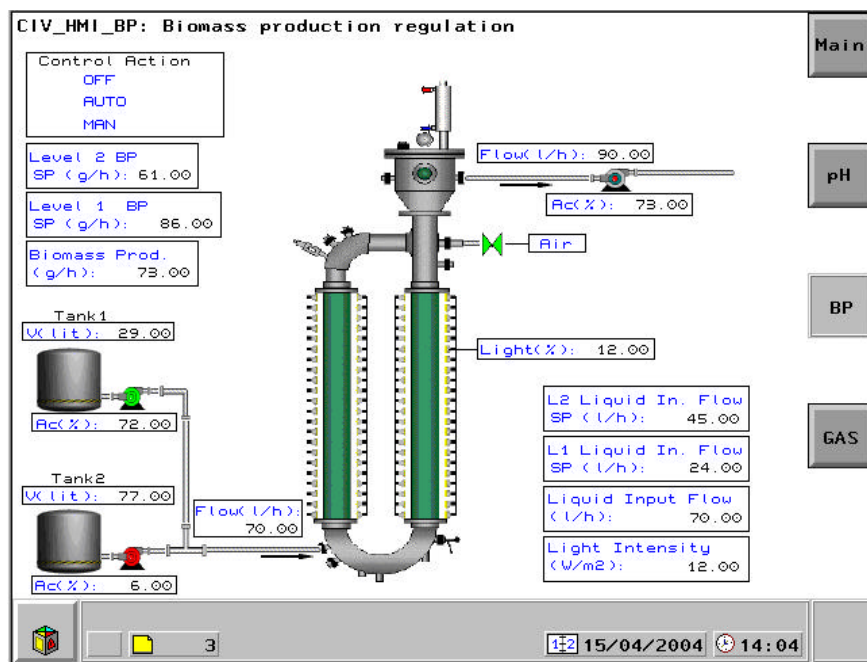 CIV_HMI_BP: Biomass production regulation
Control Action
OFF
AUTO
MAN
Level 2 BP
SP (g/h): 61.00
Level 1 BP
SP (g/h): 86.00
Biomass Prod.
(g/h): 73.00
Tank1
V(lit): 29.00
Ac(%): 72.00
Tank2
V(lit): 77.00
Ac(%): 6.00
Flow(l/h):
70.00
Flow(l/h): 90.00
Ac(%): 73.00
Air
Light(%): 12.00
L2 Liquid In. Flow
SP (l/h): 45.00
L1 Liquid In. Flow
SP (l/h): 24.00
Liquid Input Flow
(l/h): 70.00
Light Intensity
(W/m2): 12.00
Main
pH
BP
GAS
3
12 15/04/2004
14:04